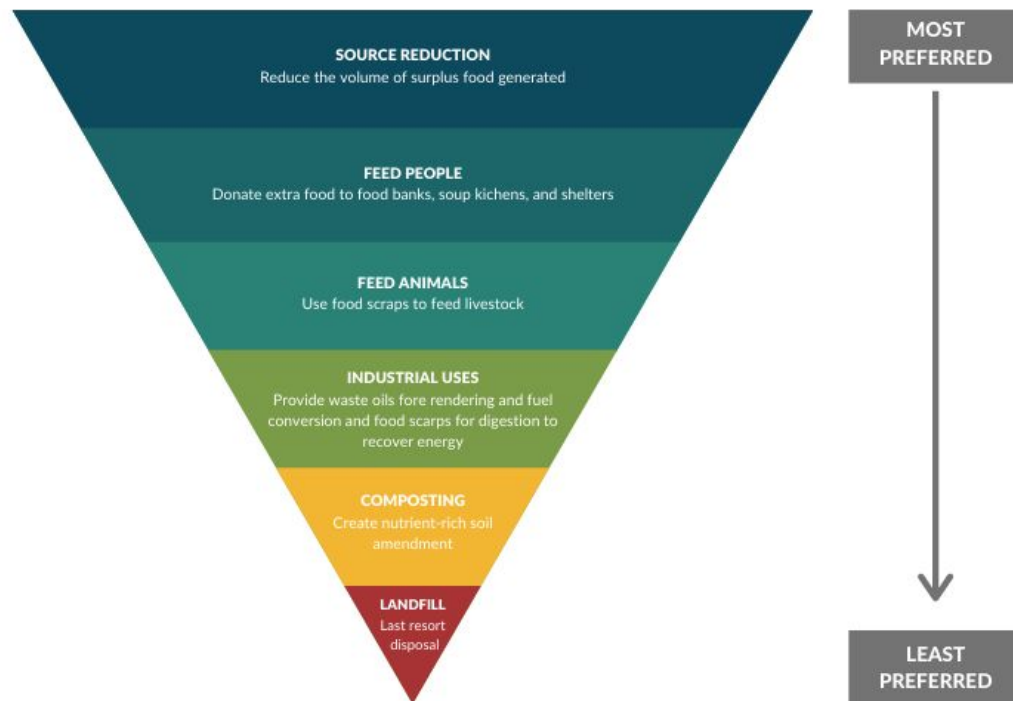 MOST
PREFERRED
SOURCE REDUCTION
Reduce the volume of surplus food generated
FEED PEOPLE
Donate extra food to food banks, soup kichens, and shelters
FEED ANIMALS
Use food scraps to feed livestock
INDUSTRIAL USES
Provide waste oils fore rendering and fuel
conversion and food scarps for digestion to
recover energy
COMPOSTING
Create nutrient-rich soil
amendment
LANDFILL
Last resort
disposal
LEAST
PREFERRED